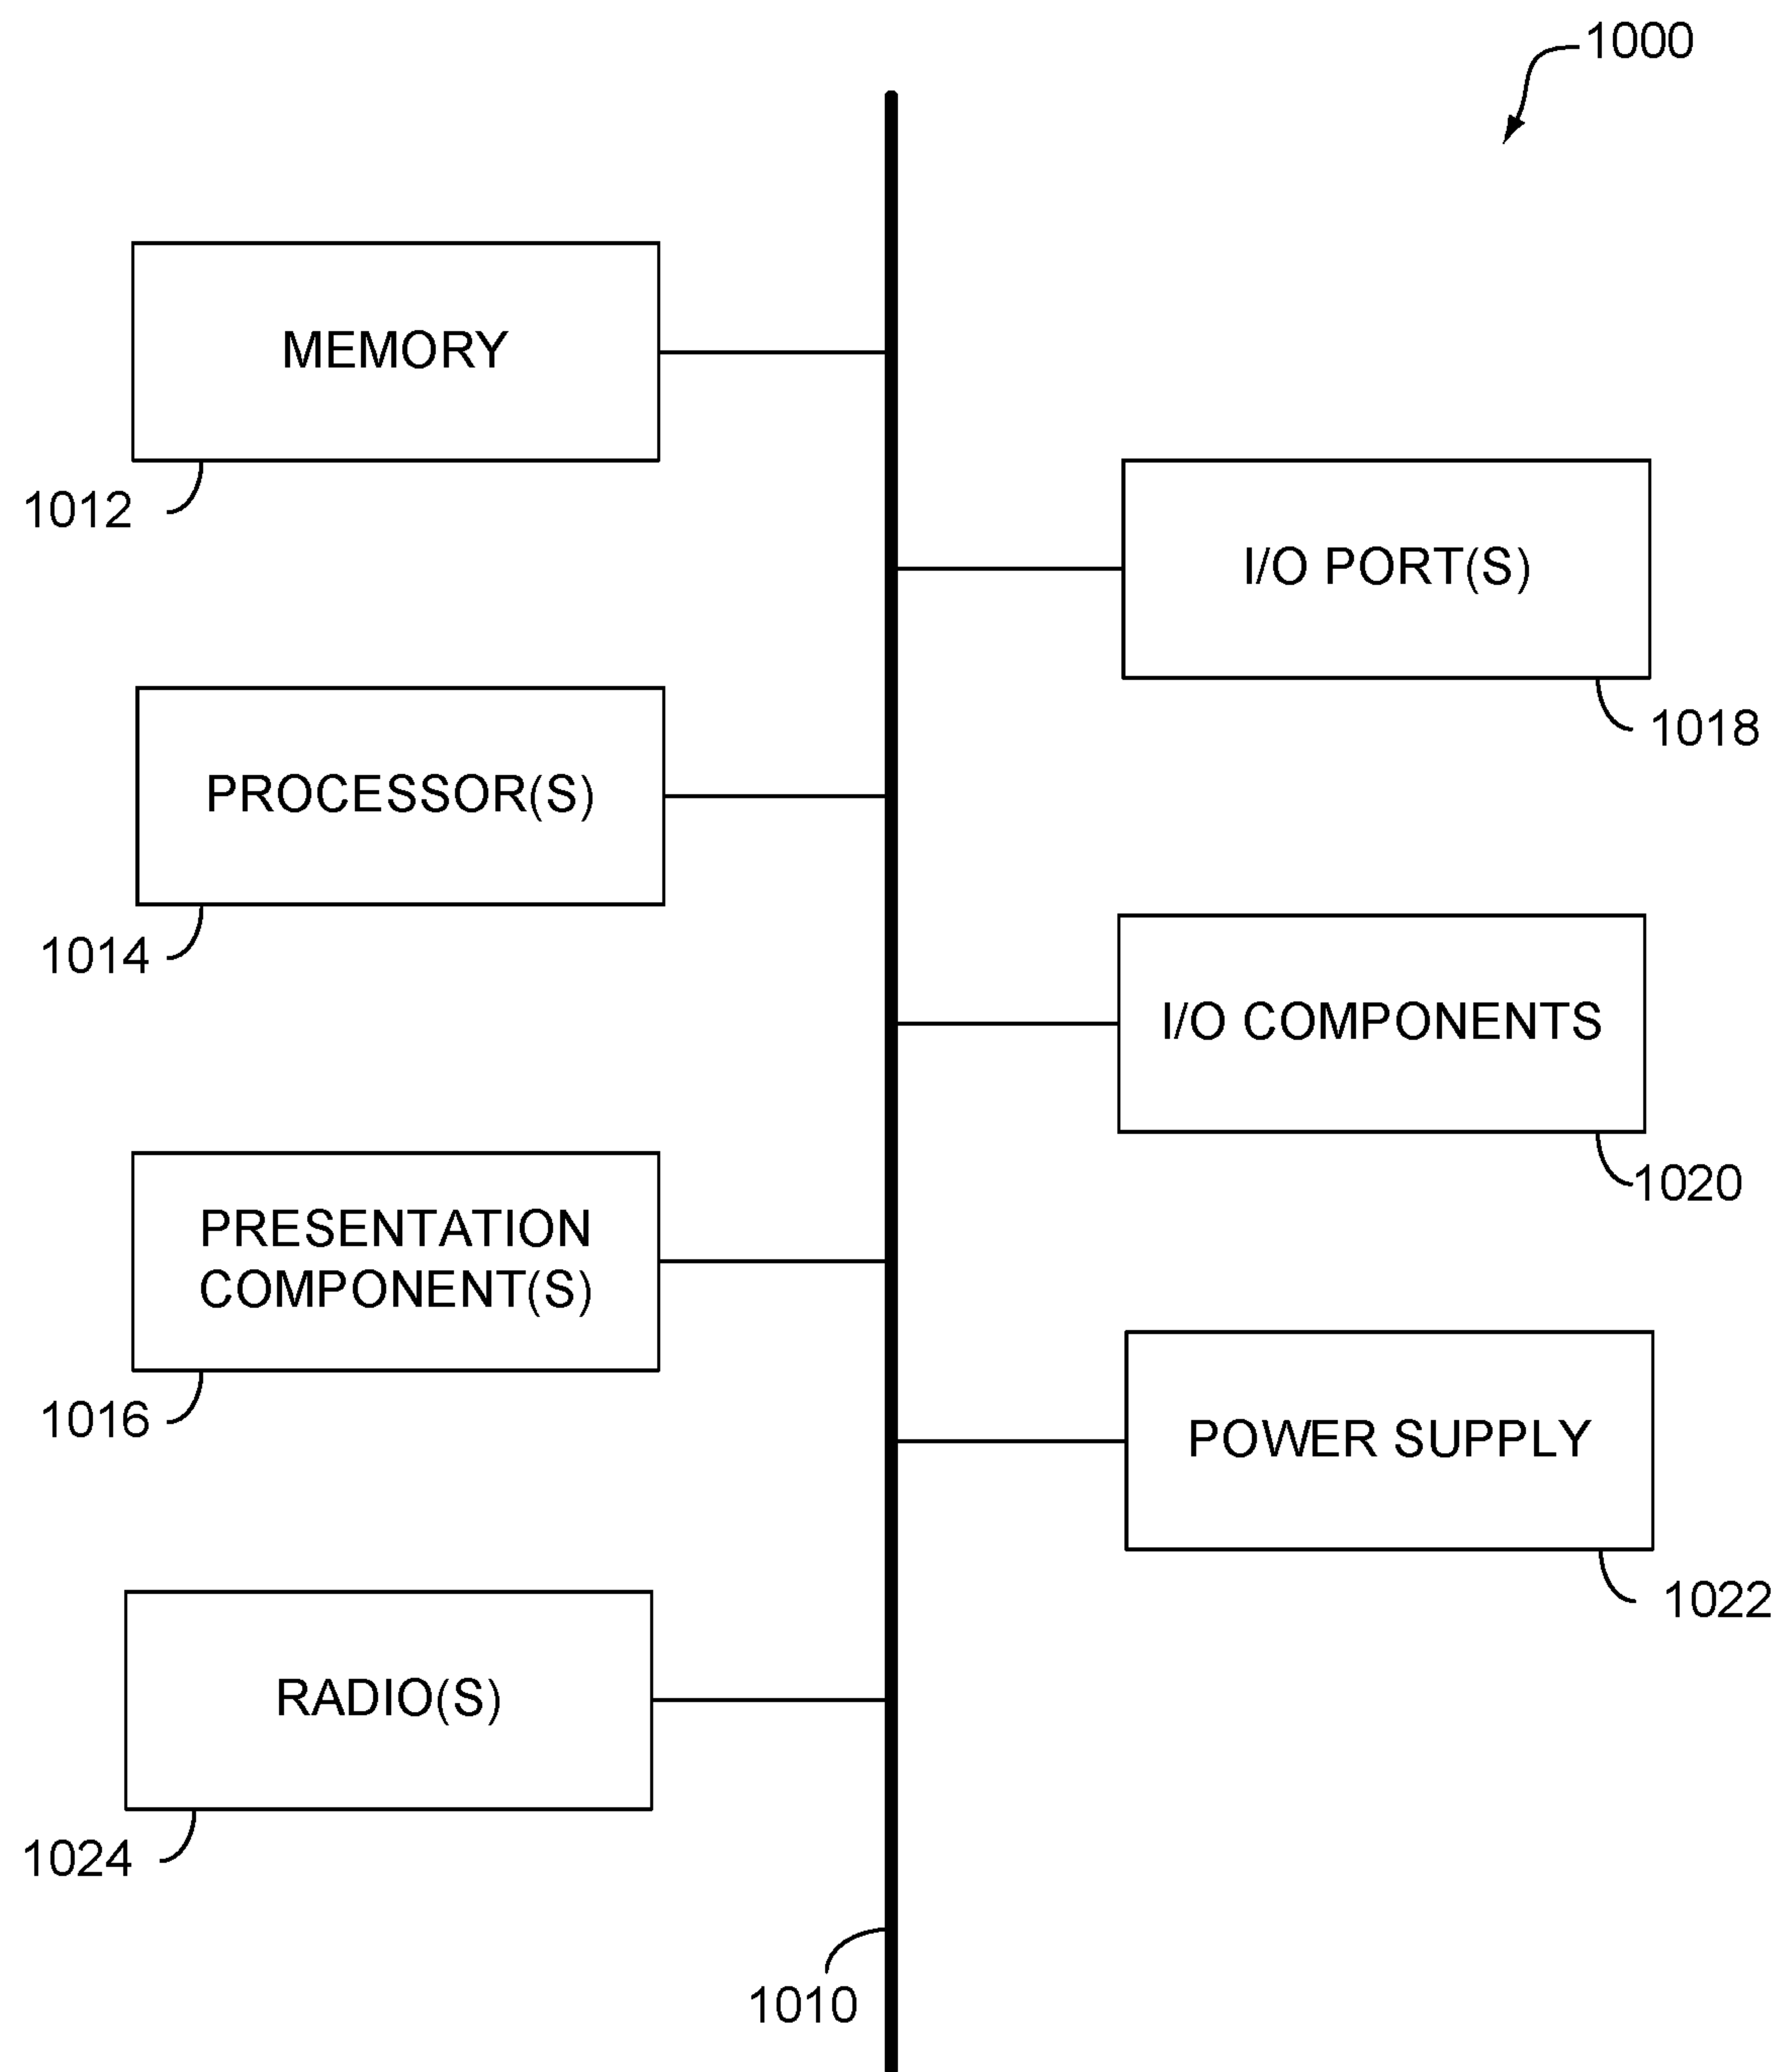 1000
MEMORY
1012
I/O PORT(S)
1018
PROCESSOR(S)
1014
I/O COMPONENTS
1020
PRESENTATION
COMPONENT(S)
1016
POWER SUPPLY
1022
RADIO(S)
1024
1010